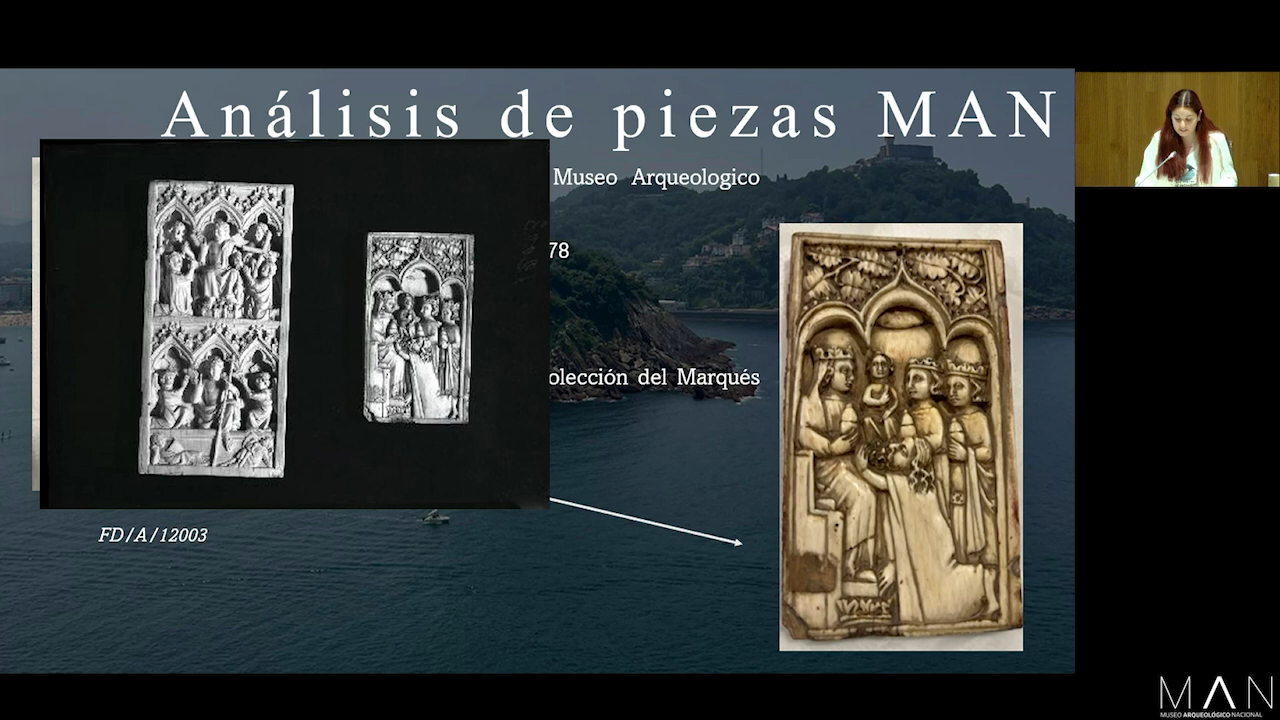 Análisis de piezas MAN
Museo Arqueologico
78
olección del Marqués
FD/A/12003
MAN
MUSEO ARQUEOLÓGICO NACIONAL